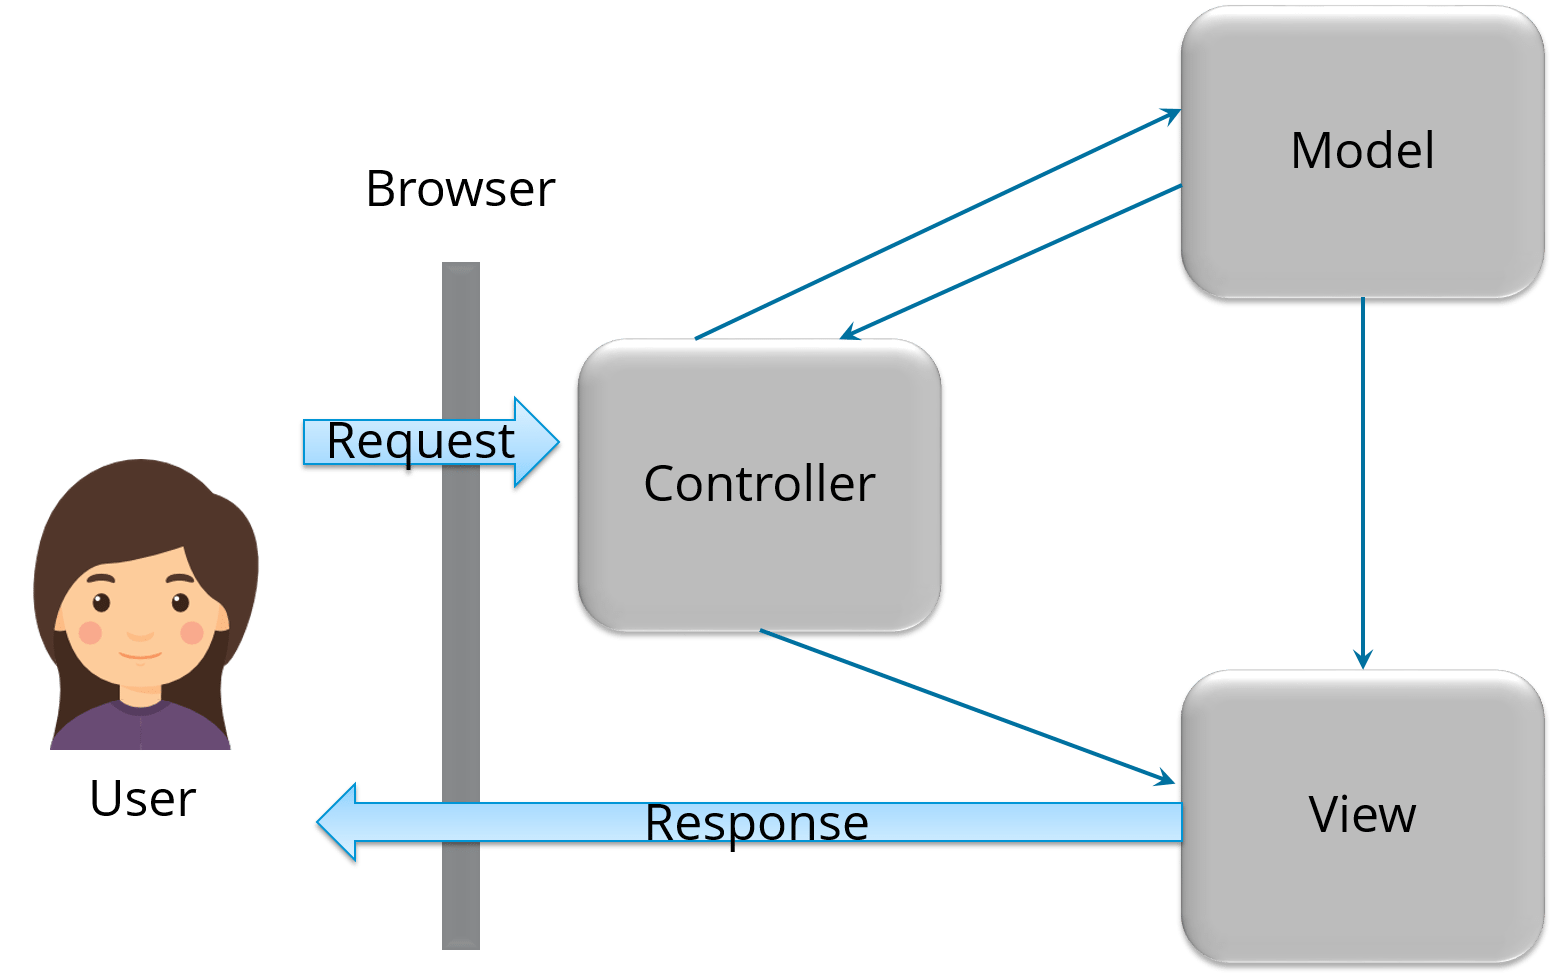 Model
Browser
Request
Controller
User
Response
View